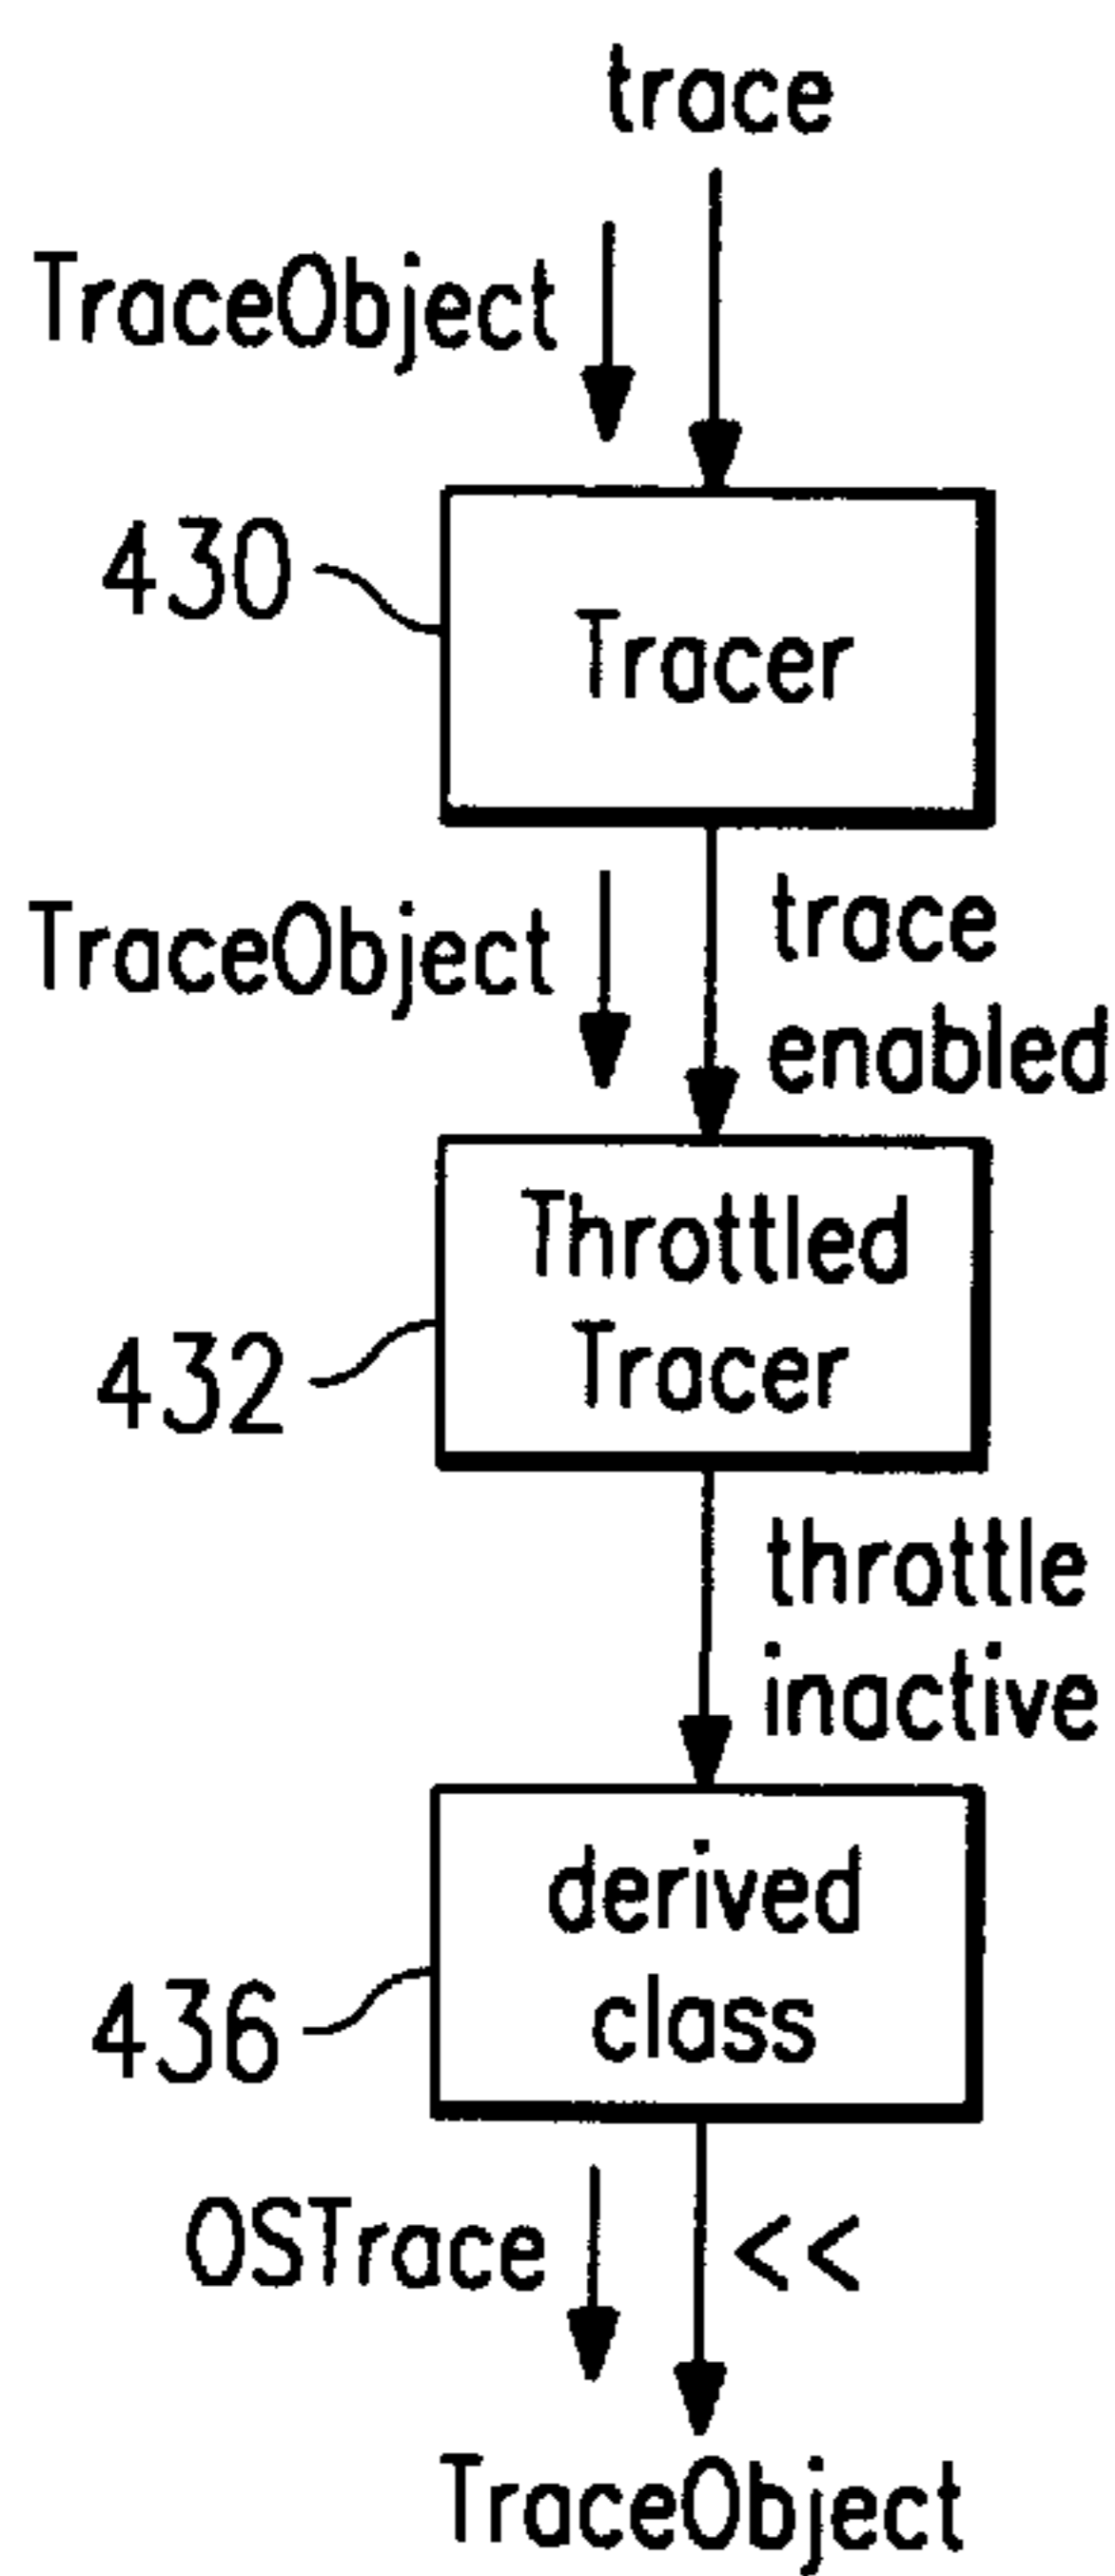 trace
TraceObject
430
Tracer
TraceObject
trace
enabled
Throttled
Tracer
432
throttle
inactive
derived
class
436
OSTrace
<<
TraceObject